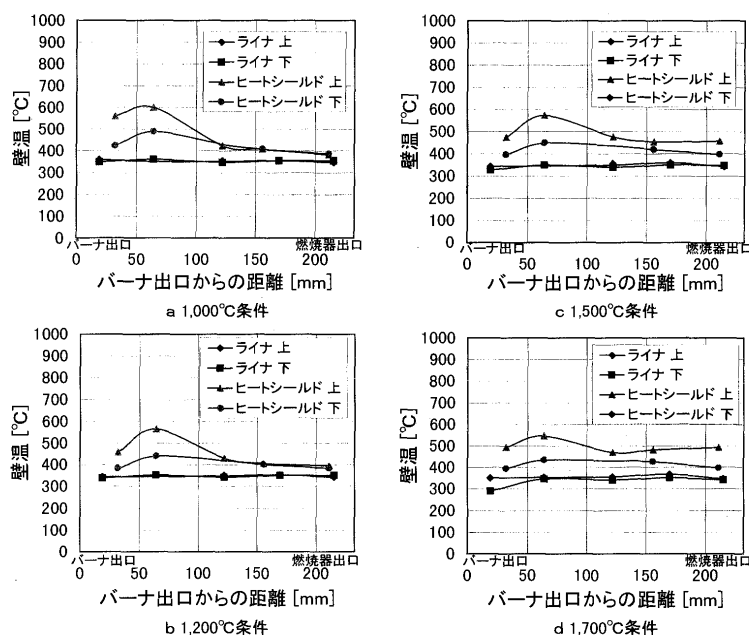 1000
900
800
700
600
500
400
300
200
100
0
壁温 [℃]
ライナ 上
ライナ 下
ヒートシールド 上
ヒートシールド 下
バーナ出口
燃焼器出口
0
50
100
150
200
バーナ出口からの距離 [mm]
a 1,000℃条件
1000
900
800
700
600
500
400
300
200
100
0
壁温 [℃]
ライナ 上
ライナ 下
ヒートシールド 上
ヒートシールド 下
バーナ出口
燃焼器出口
0
50
100
150
200
バーナ出口からの距離 [mm]
c 1,500℃条件
1000
900
800
700
600
500
400
300
200
100
0
壁温 [℃]
ライナ 上
ライナ 下
ヒートシールド 上
ヒートシールド 下
バーナ出口
燃焼器出口
0
50
100
150
200
バーナ出口からの距離 [mm]
b 1,200℃条件
1000
900
800
700
600
500
400
300
200
100
0
壁温 [℃]
ライナ 上
ライナ 下
ヒートシールド 上
ヒートシールド 下
バーナ出口
燃焼器出口
0
50
100
150
200
バーナ出口からの距離 [mm]
d 1,700℃条件